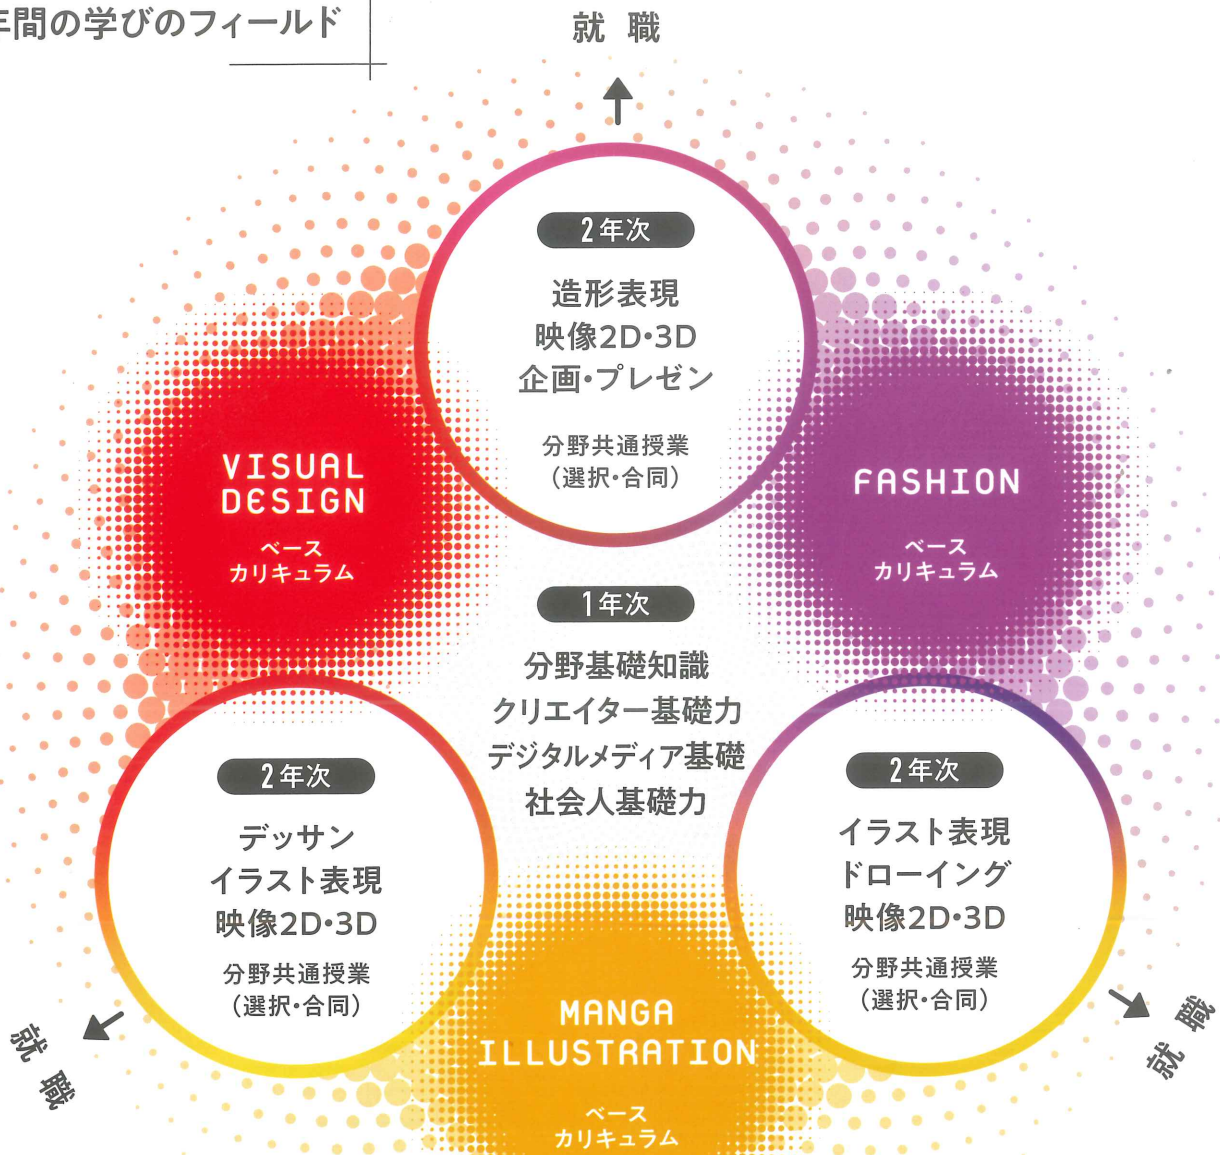 年間の学びのフィールド
就職
2年次
造形表現
映像2D・3D
企画・プレゼン
分野共通授業
(選択・合同)
VISUAL
DESIGN
ベース
カリキュラム
FASHION
ベース
カリキュラム
1年次
分野基礎知識
クリエイター基礎力
デジタルメディア基礎
社会人基礎力
2年次
デッサン
イラスト表現
映像2D・3D
分野共通授業
(選択・合同)
2年次
イラスト表現
ドローイング
映像2D・3D
分野共通授業
(選択・合同)
就職
就職
MANGA
ILLUSTRATION
ベース
カリキュラム